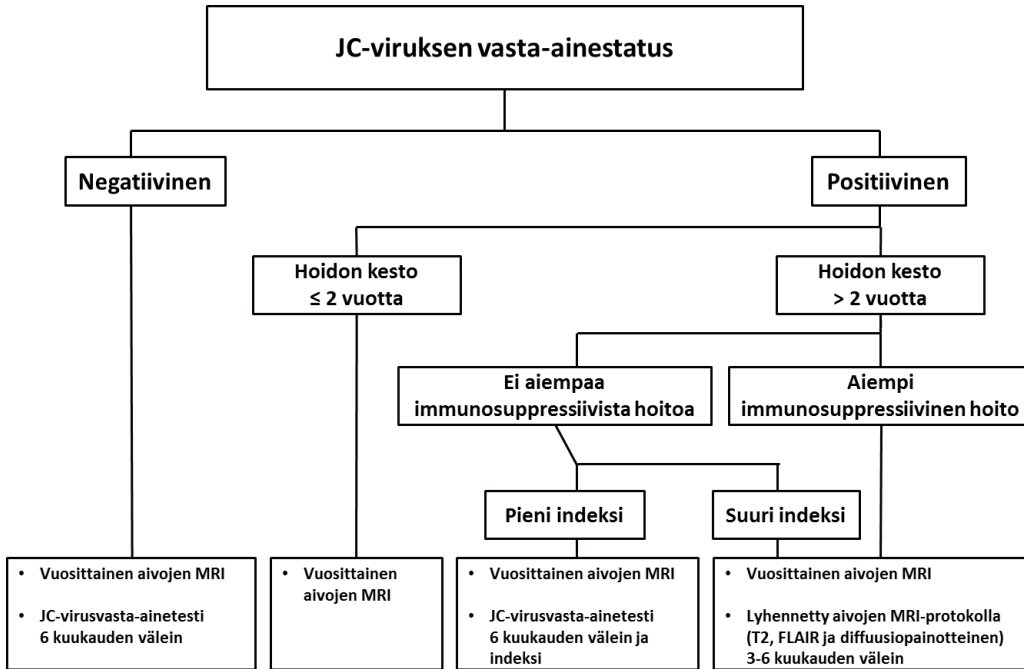 JC-viruksen vasta-ainestatus
Negatiivinen
Positiivinen
Hoidon kesto
≤ 2 vuotta
Hoidon kesto
> 2 vuotta
Ei aiempaa
immunosuppressiivista hoitoa
Aiempi
immunosuppressiivinen hoito
Pieni indeksi
Suuri indeksi
• Vuosittainen aivojen MRI
• JC-virusvasta-ainetesti
6 kuukauden välein
• Vuosittainen
aivojen MRI
• Vuosittainen aivojen MRI
• JC-virusvasta-ainetesti
6 kuukauden välein ja
indeksi
• Vuosittainen aivojen MRI
• Lyhennetty aivojen MRI-protokolla
(T2, FLAIR ja diffuusiopainotteinen)
3-6 kuukauden välein